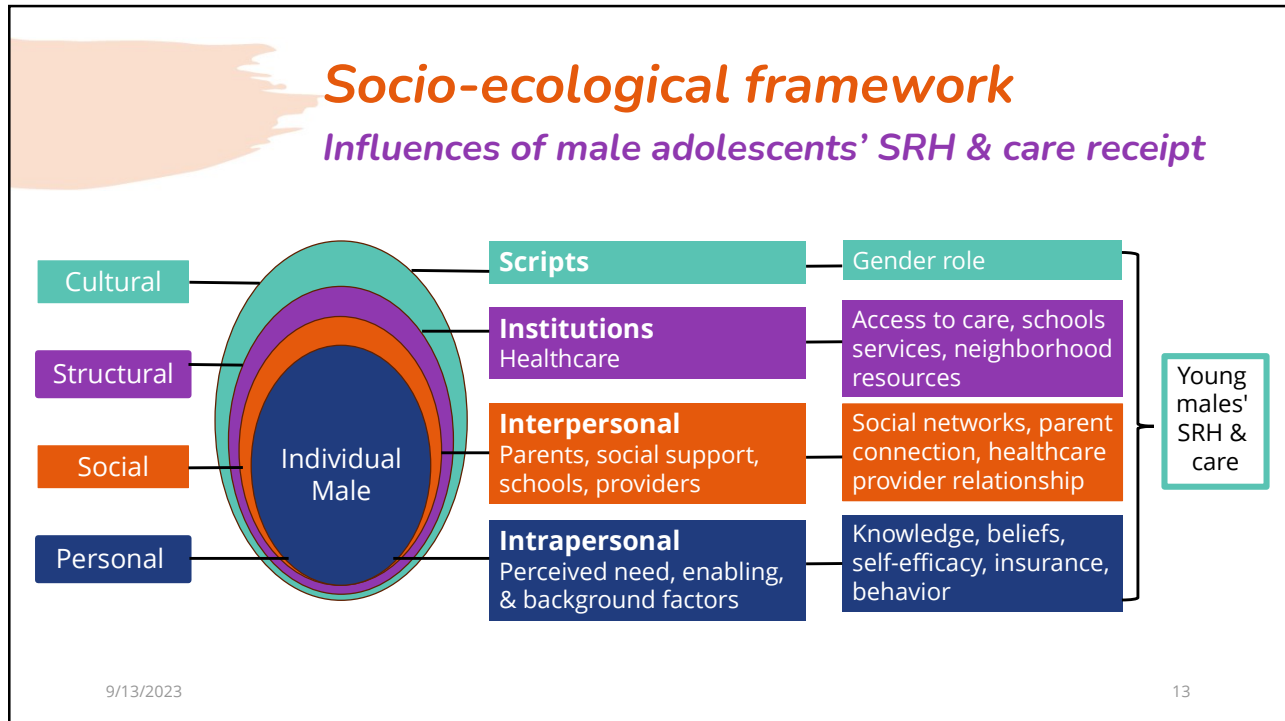 Socio-ecological framework
Influences of male adolescents' SRH & care receipt
Cultural
Structural
Social
Personal
Individual
Male
Scripts
Gender role
Institutions
Healthcare
Access to care, schools
services, neighborhood
resources
Interpersonal
Parents, social support,
schools, providers
Social networks, parent
connection, healthcare
provider relationship
Intrapersonal
Perceived need, enabling,
& background factors
Knowledge, beliefs,
self-efficacy, insurance,
behavior
Young
males'
SRH &
care
9/13/2023
13